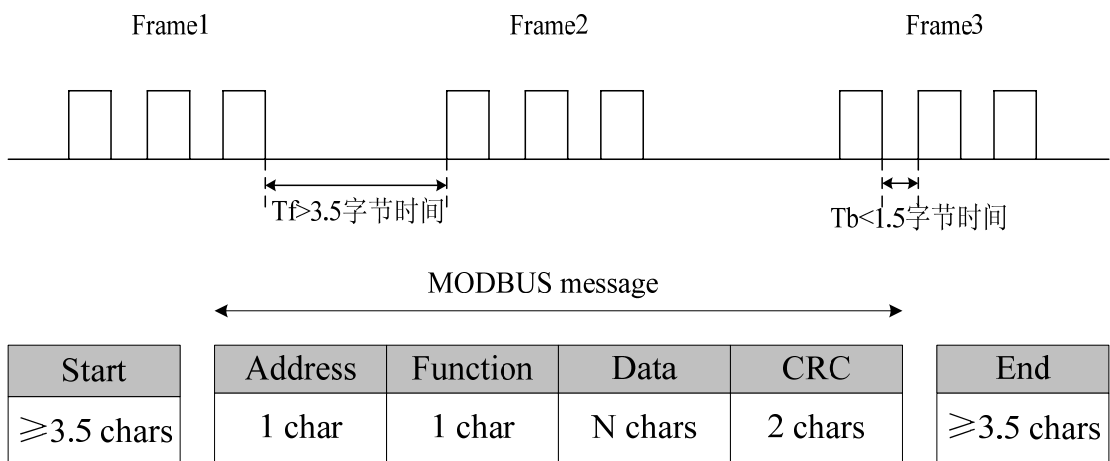 Frame1 Frame2 Frame3
Tf>3.5字节时间
Tb<1.5字节时间
MODBUS message
Start Address Function Data CRC End
≥3.5 chars 1 char 1 char N chars 2 chars ≥3.5 chars